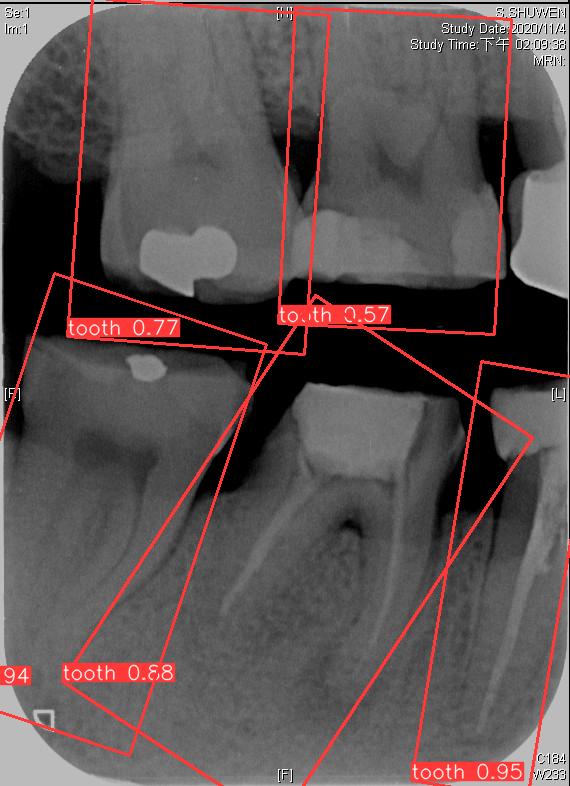 Se:1
Im:1
[H]
S.SHUWEN
Study Date:2020/11/4
Study Time:下午 02:09:38
MRN:
tooth 0.77
tooth 0.57
[R]
[L]
94
tooth 0.88
tooth 0.95
[F]
C184
W233